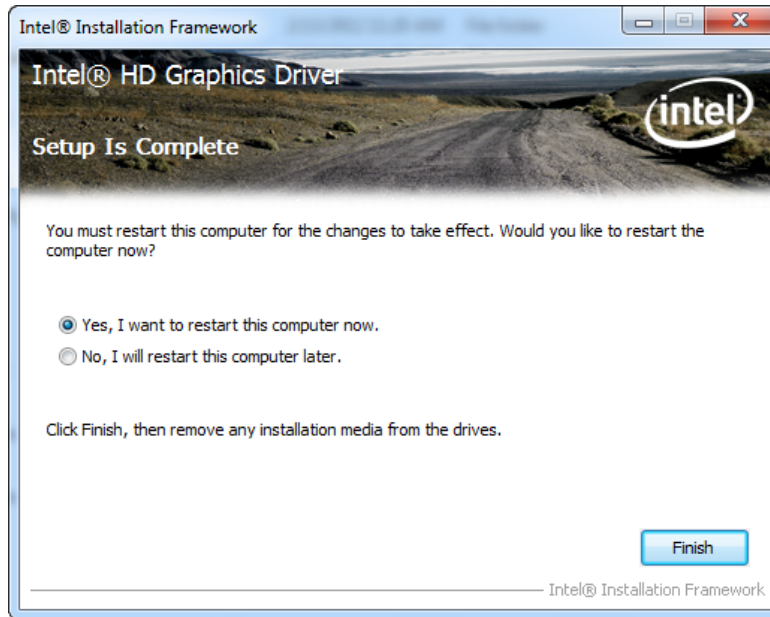 Intel® Installation Framework
Intel® HD Graphics Driver
intel
Setup Is Complete
You must restart this computer for the changes to take effect. Would you like to restart the
computer now?
Yes, I want to restart this computer now.
No, I will restart this computer later.
Click Finish, then remove any installation media from the drives.
Finish
Intel® Installation Framework